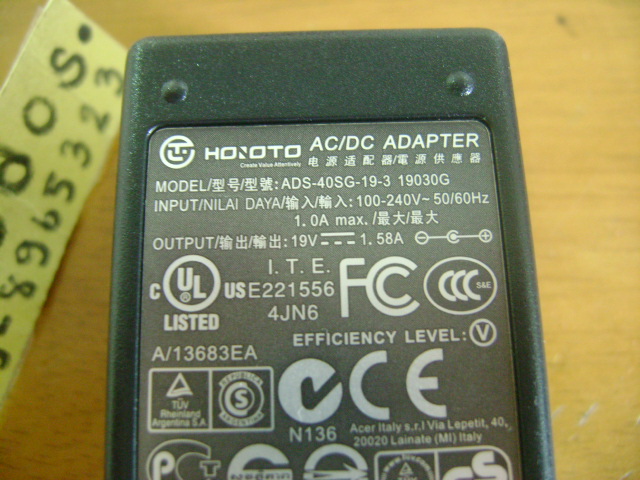 HONOTO AC/DC ADAPTER
Create Value Attentively 电源适配器/電源供應器
MODEL/型号/型號: ADS-40SG-19-3 19030G
INPUT/NILAI DAYA/输入/輸入: 100-240V~ 50/60Hz
1.0A max. /最大/最大
OUTPUT/输出/輸出: 19V 1.58A
I. T. E.
c UL US E221556 FC CCC S&E
LISTED 4JN6
EFFICIENCY LEVEL: V
A/13683EA
CE
TÜV
Rheinland
Argentina S.A
REPUBLICA
S
N136 Acer Italy s.r.l Via Lepetit, 40,
20020 Lainate (MI) Italy